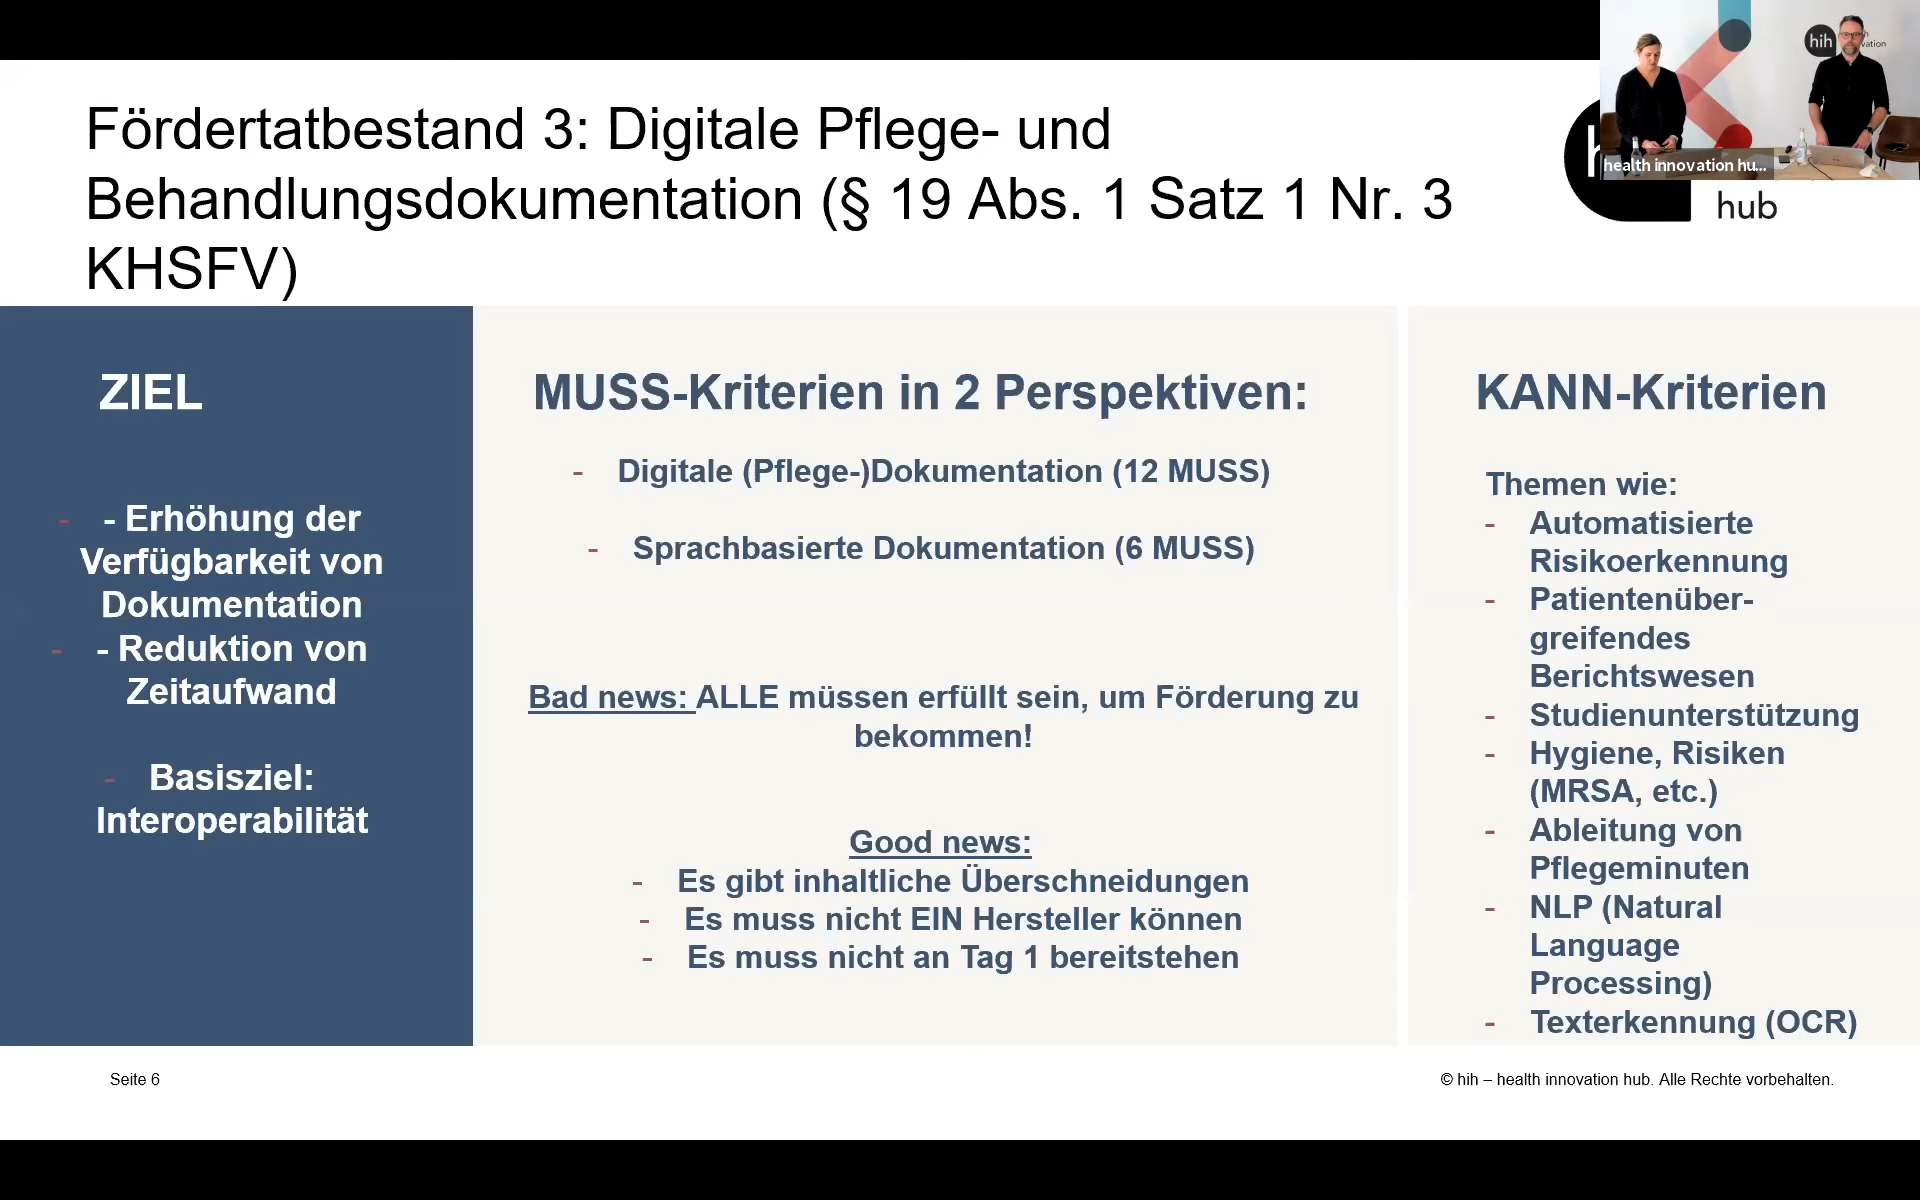 Fördertatbestand 3: Digitale Pflege- und
Behandlungsdokumentation (§ 19 Abs. 1 Satz 1 Nr. 3
KHSFV)
hih
health innovation hu...
hub
ZIEL
- - Erhöhung der
Verfügbarkeit von
Dokumentation
- - Reduktion von
Zeitaufwand
- Basisziel:
Interoperabilität
MUSS-Kriterien in 2 Perspektiven:
- Digitale (Pflege-)Dokumentation (12 MUSS)
- Sprachbasierte Dokumentation (6 MUSS)
Bad news: ALLE müssen erfüllt sein, um Förderung zu
bekommen!
Good news:
- Es gibt inhaltliche Überschneidungen
- Es muss nicht EIN Hersteller können
- Es muss nicht an Tag 1 bereitstehen
KANN-Kriterien
Themen wie:
- Automatisierte
Risikoerkennung
- Patientenüber-
greifendes
Berichtswesen
- Studienunterstützung
- Hygiene, Risiken
(MRSA, etc.)
- Ableitung von
Pflegeminuten
- NLP (Natural
Language
Processing)
- Texterkennung (OCR)
Seite 6
© hih – health innovation hub. Alle Rechte vorbehalten.